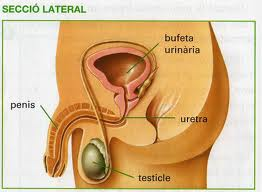 SECCIÓ LATERAL
bufeta
urinària
penis
uretra
testicle